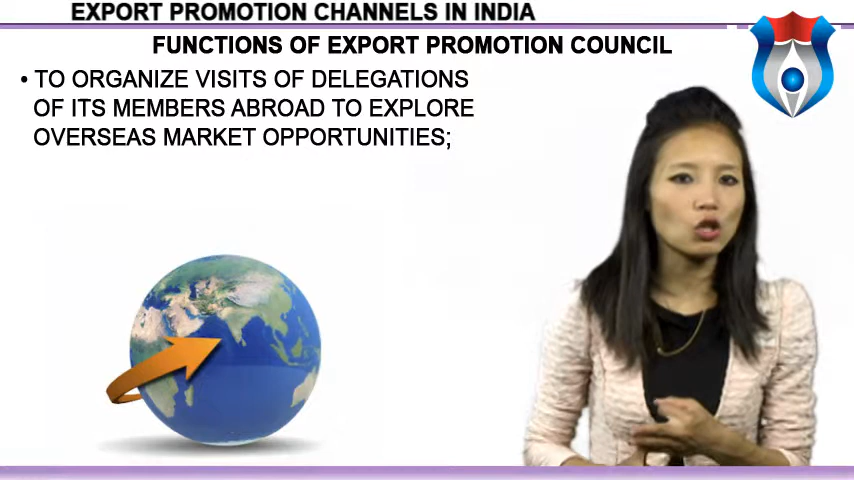 EXPORT PROMOTION CHANNELS IN INDIA
FUNCTIONS OF EXPORT PROMOTION COUNCIL
• TO ORGANIZE VISITS OF DELEGATIONS
OF ITS MEMBERS ABROAD TO EXPLORE
OVERSEAS MARKET OPPORTUNITIES;